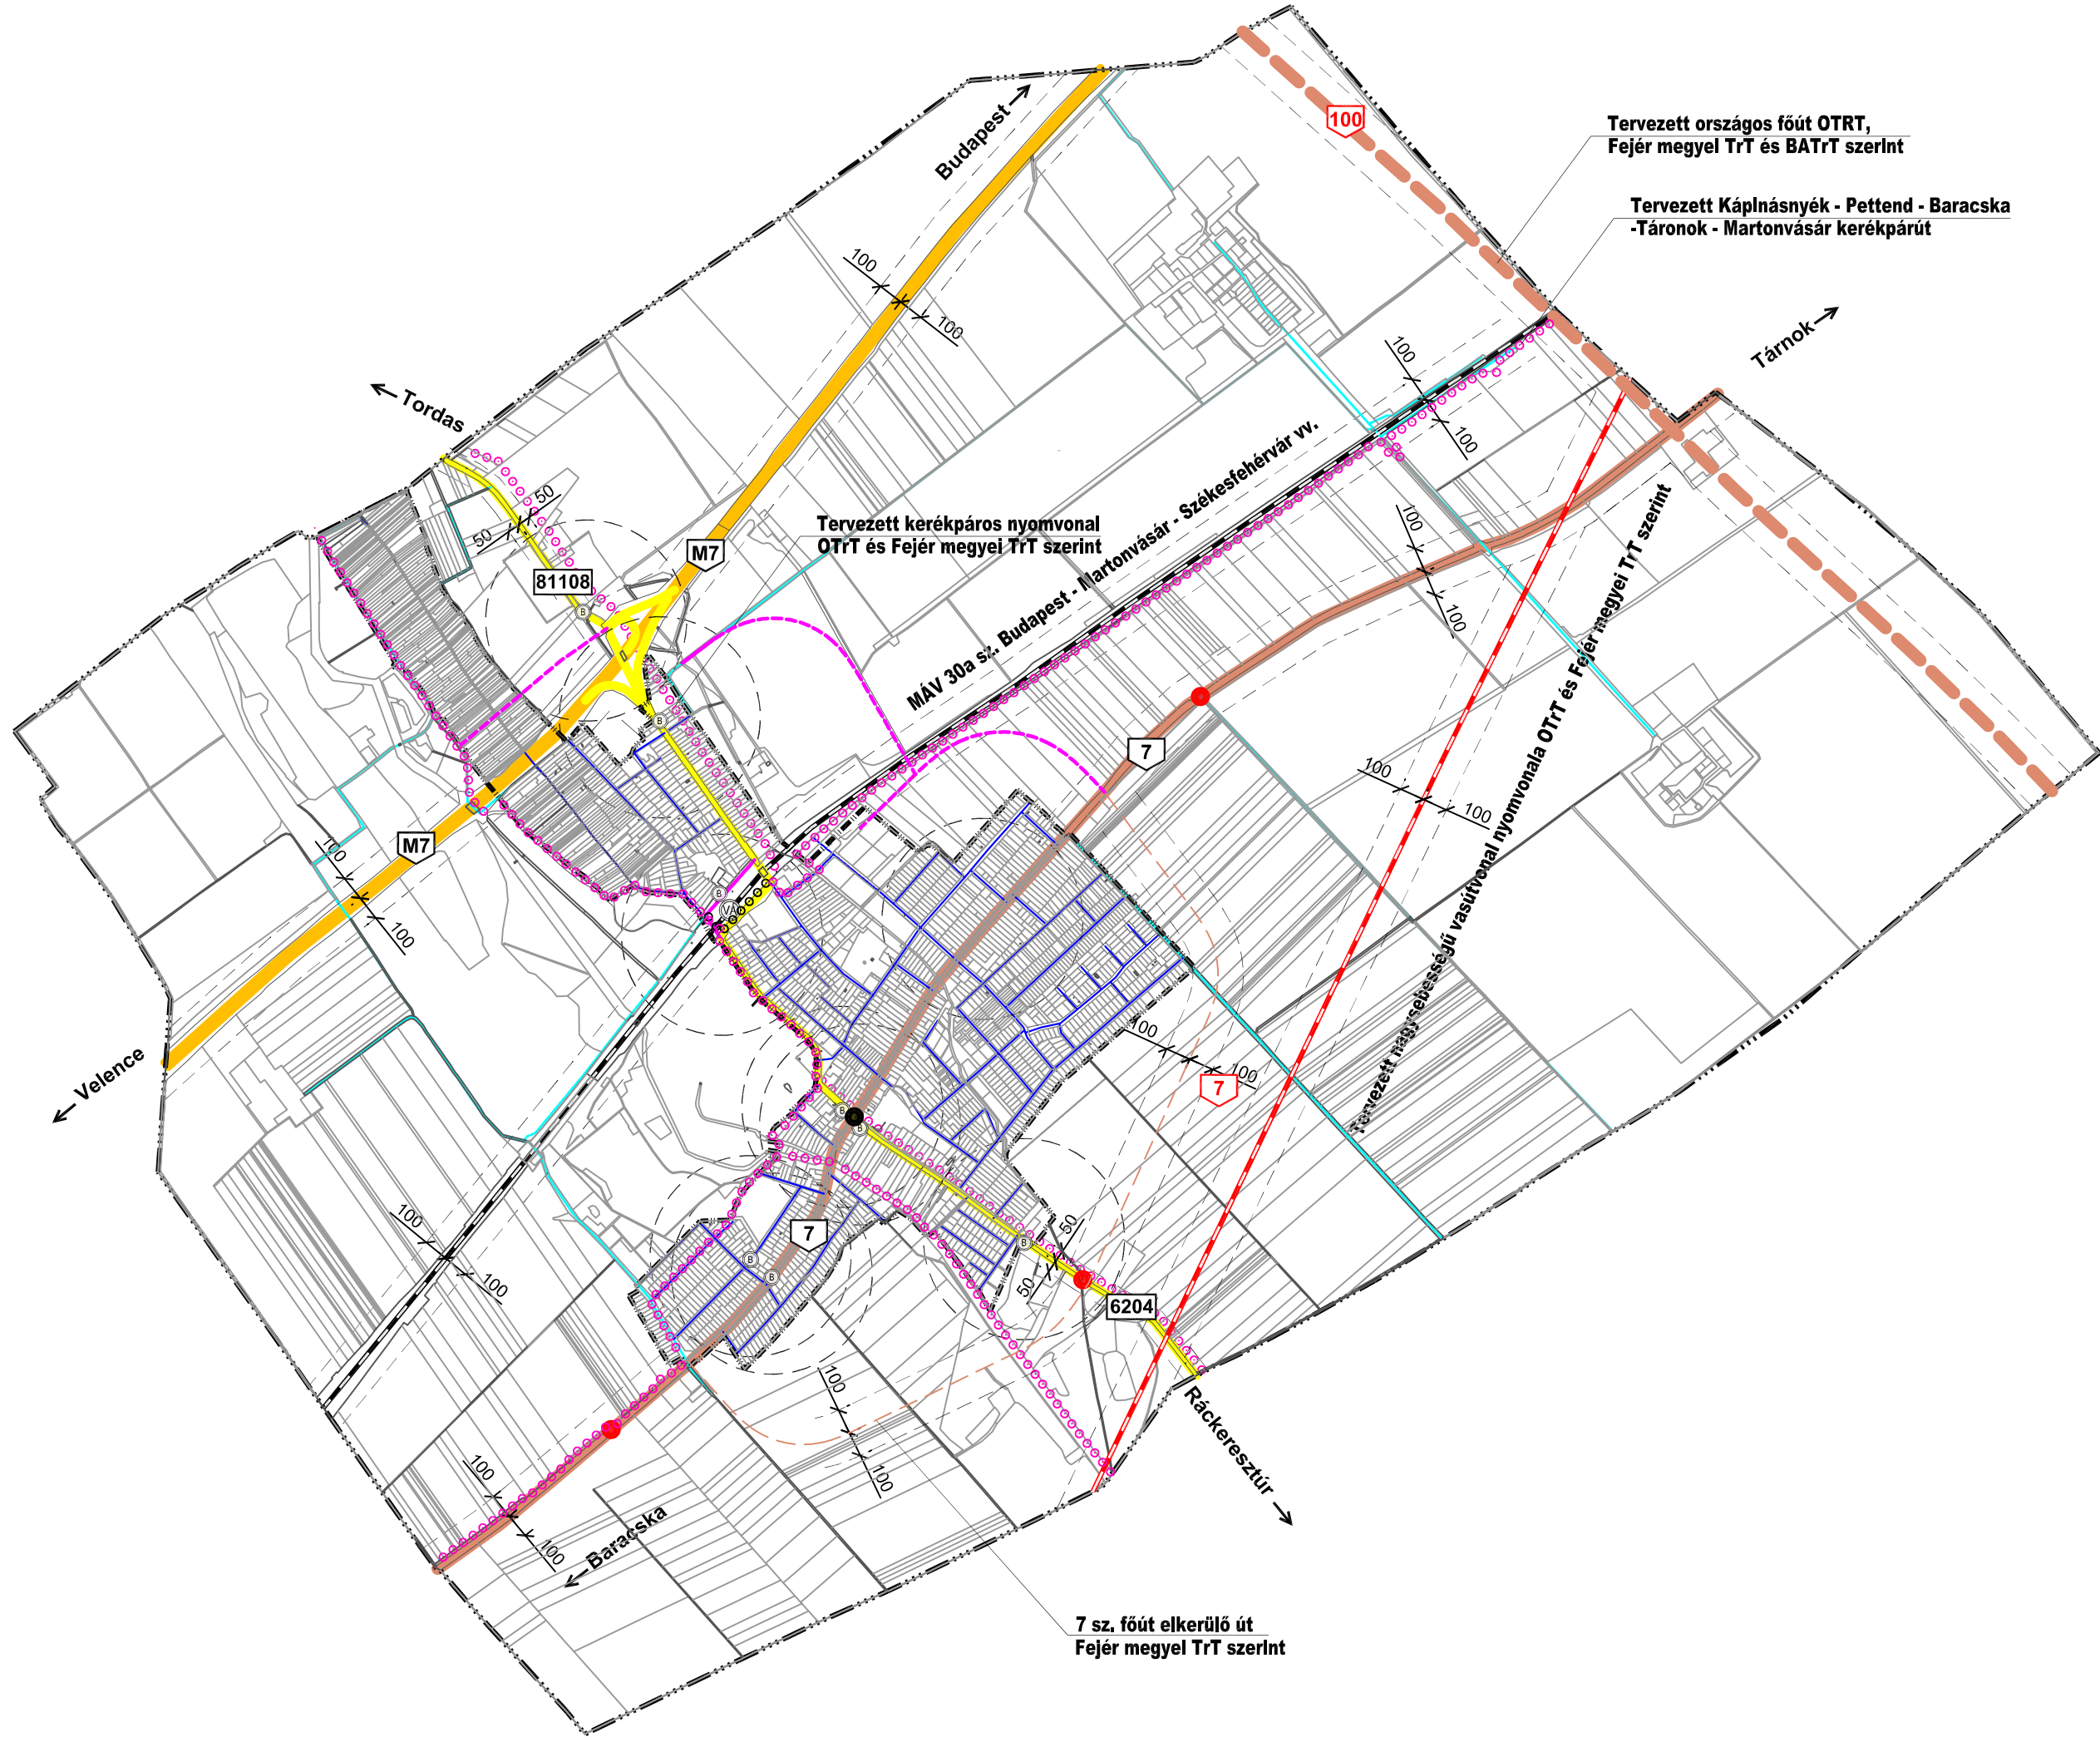 100
Tervezett országos főút OTRT,
Fejér megyel TrT és BATrT szerInt
Budapest
Tervezett KápInásnyék - Pettend - Baracska
-Táronok - Martonvásár kerékpárút
100
100
Tárnok
100
100
Tordas
MÁV 30a sz. Budapest - Martonvásár - Székesfehérvár vv.
50
50
Tervezett kerékpáros nyomvonal
OTrT és Fejér megyei TrT szerint
M7
81108
B
100
100
Tervezett nagysebességű vasútvonal nyomvonala OTrT és Fejér megyei TrT szerint
B
7
100
100
M7
100
100
B
VÁ
Velence
100
100
7
B
B
7
B
B
B
50
50
6204
100
100
100
100
Ráckeresztúr
100
100
Baracska
7 sz. főút elkerülő út
Fejér megyel TrT szerInt